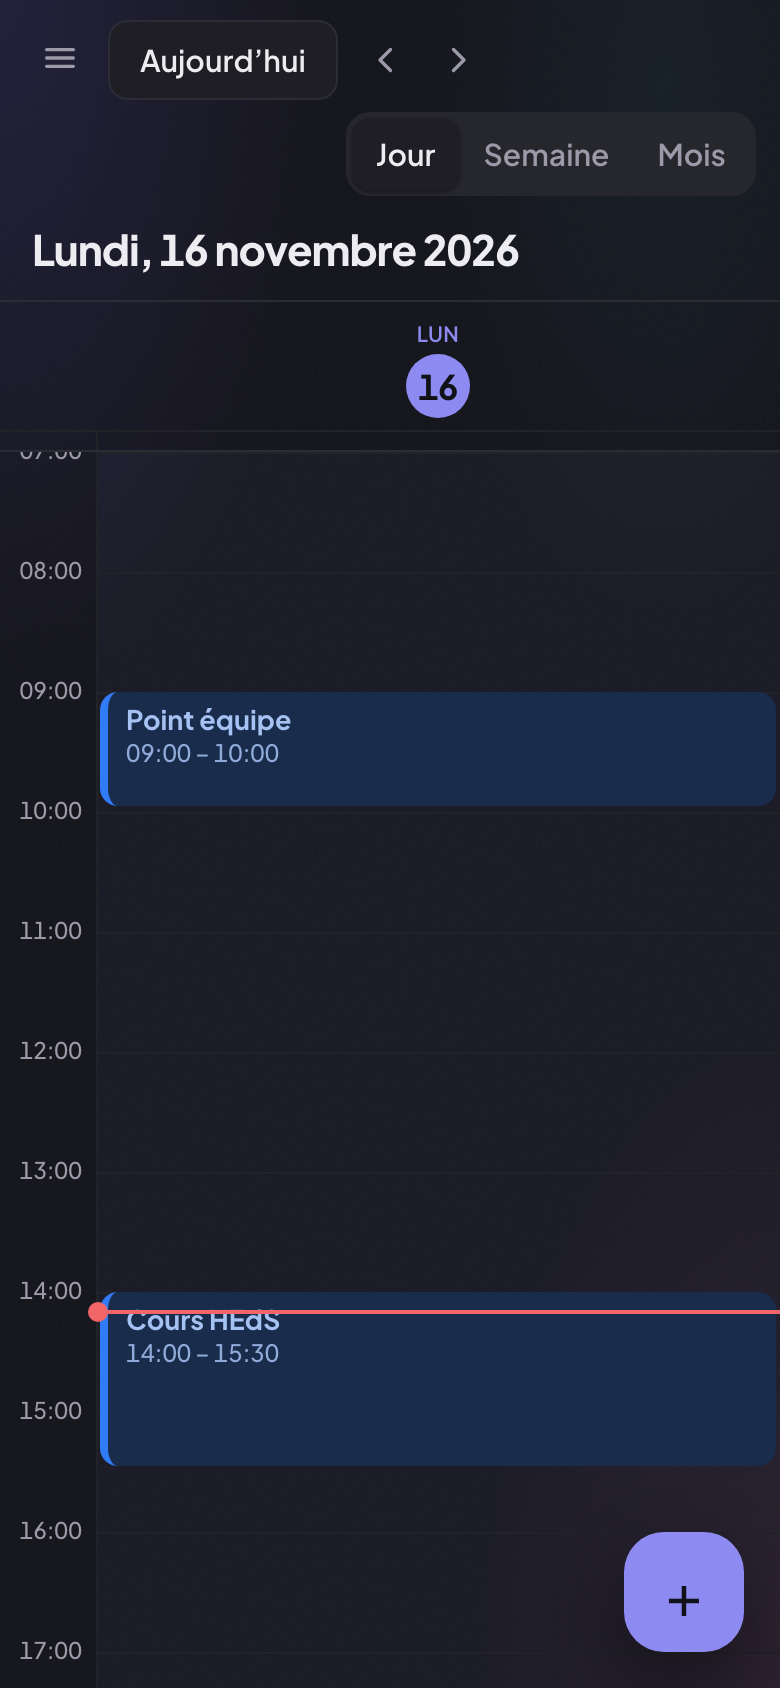 Aujourd’hui
Jour Semaine Mois
Lundi, 16 novembre 2026
LUN
16
07:00
08:00
09:00
Point équipe
09:00 – 10:00
10:00
11:00
12:00
13:00
14:00
Cours HEdS
14:00 – 15:30
15:00
16:00
17:00